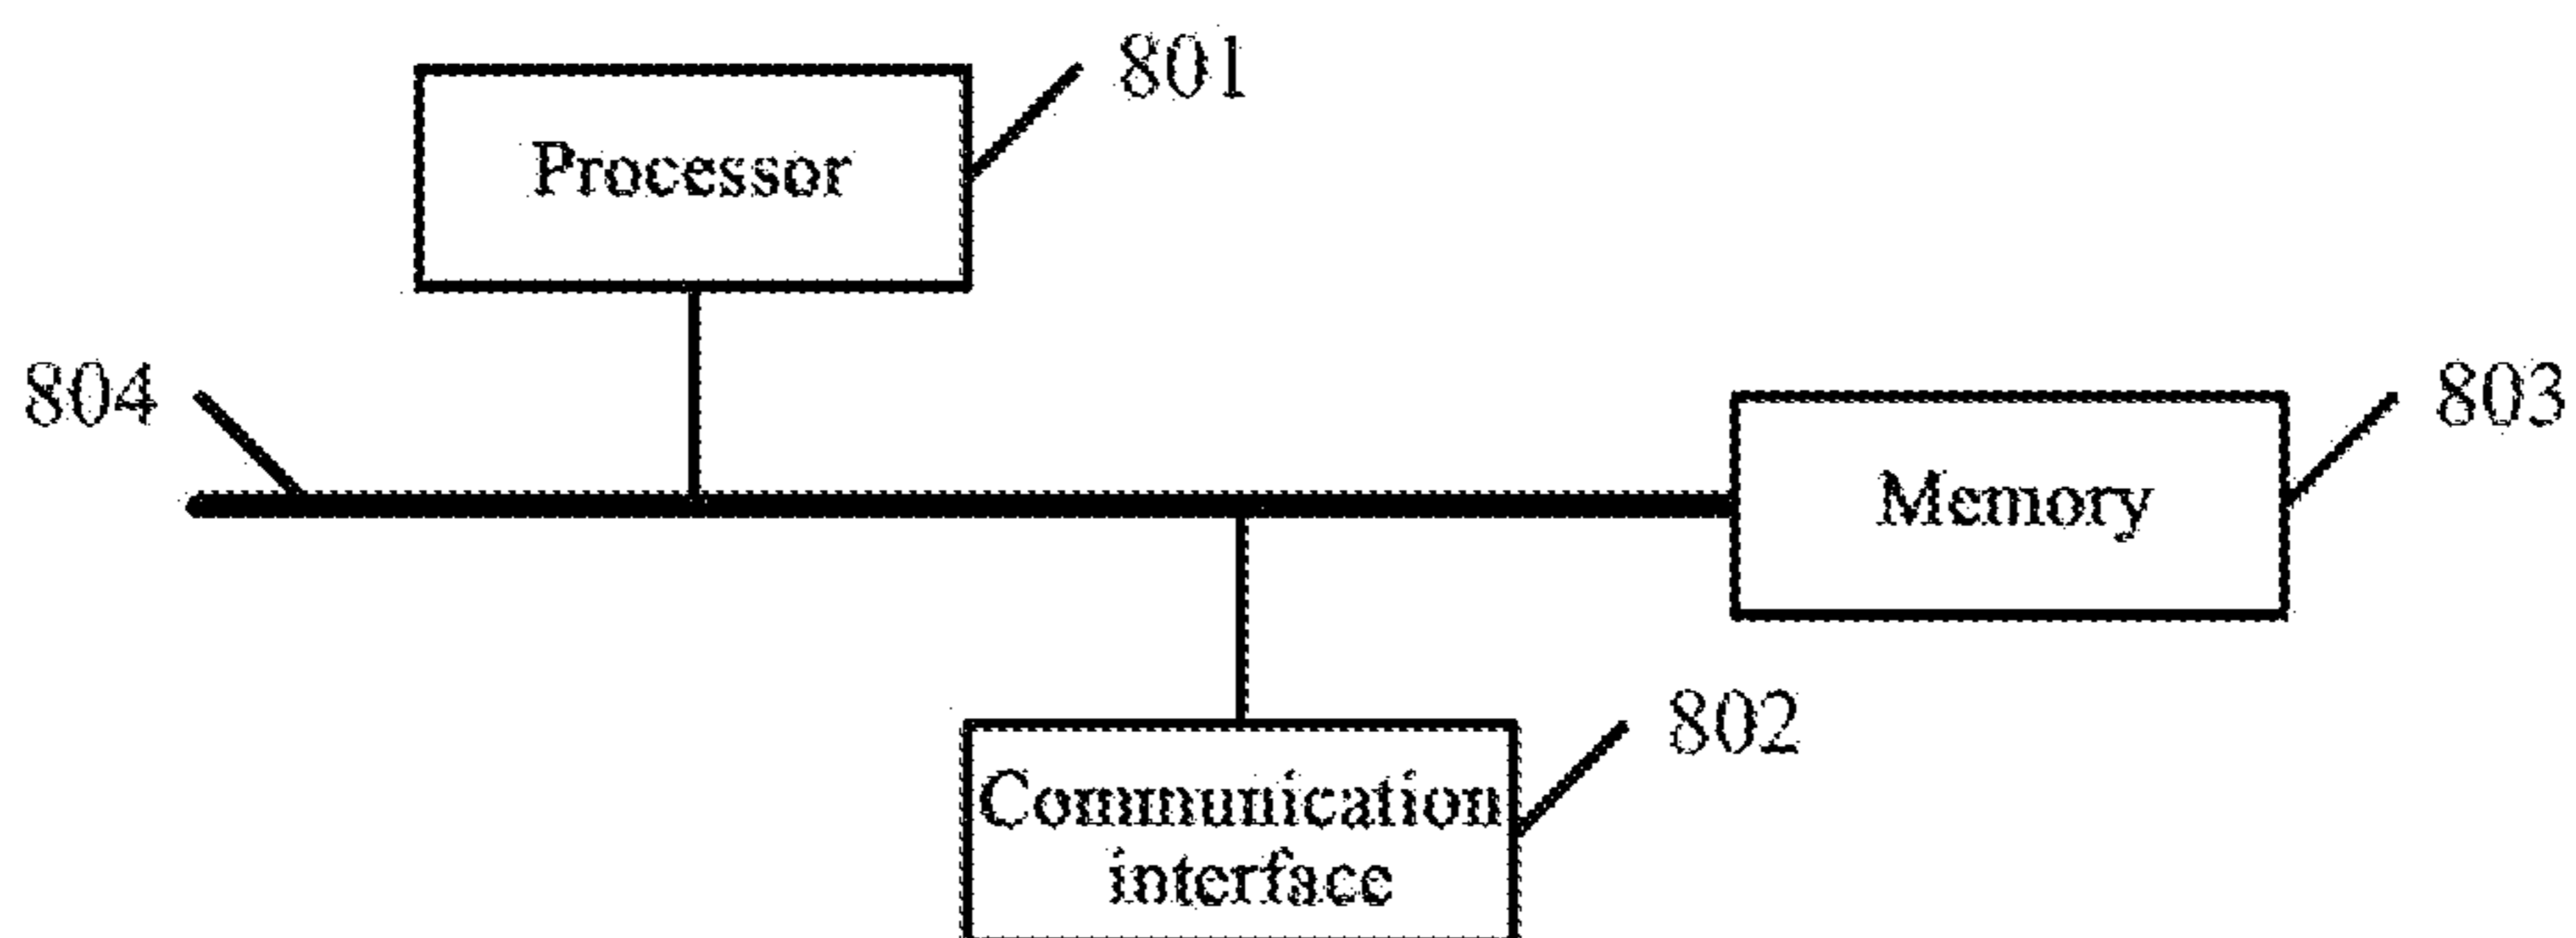 801
Processor
804
803
Memory
802
Communication
interface